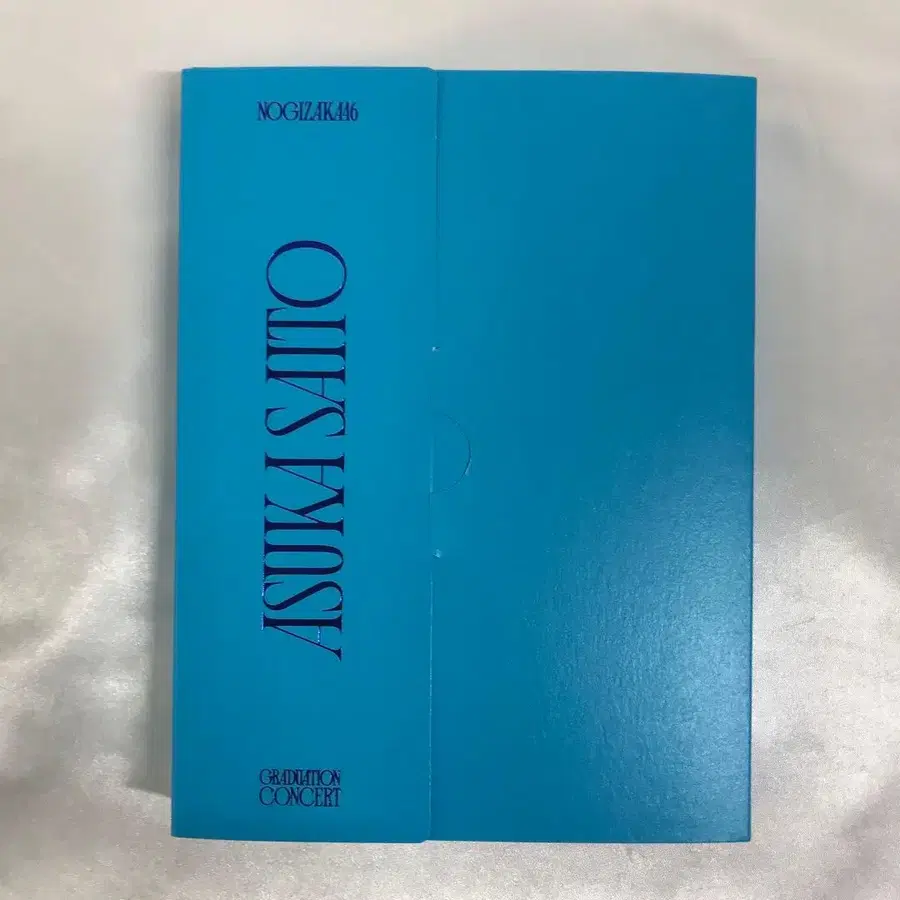 NOGIZAKA46
ASUKA SAITO
GRADUATION
CONCERT